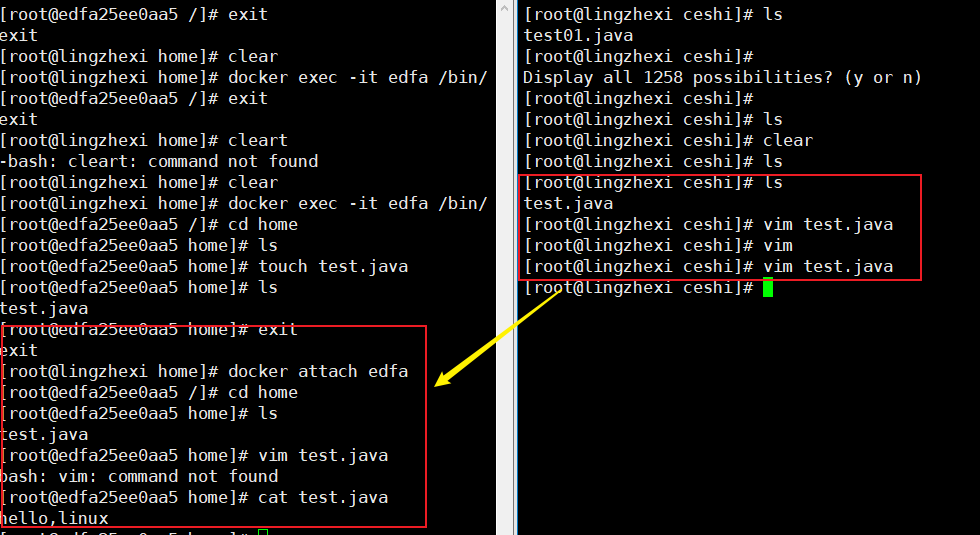 [root@edfa25ee0aa5 /]# exit
exit
[root@lingzhexi home]# clear
[root@lingzhexi home]# docker exec -it edfa /bin/
[root@edfa25ee0aa5 /]# exit
exit
[root@lingzhexi home]# cleart
-bash: cleart: command not found
[root@lingzhexi home]# clear
[root@lingzhexi home]# docker exec -it edfa /bin/
[root@edfa25ee0aa5 /]# cd home
[root@edfa25ee0aa5 home]# ls
[root@edfa25ee0aa5 home]# touch test.java
[root@edfa25ee0aa5 home]# ls
test.java
[root@edfa25ee0aa5 home]# exit
exit
[root@lingzhexi home]# docker attach edfa
[root@edfa25ee0aa5 /]# cd home
[root@edfa25ee0aa5 home]# ls
test.java
[root@edfa25ee0aa5 home]# vim test.java
bash: vim: command not found
[root@edfa25ee0aa5 home]# cat test.java
hello,linux
[root@edfa25ee0aa5 home]#
[root@lingzhexi ceshi]# ls
test01.java
[root@lingzhexi ceshi]#
Display all 1258 possibilities? (y or n)
[root@lingzhexi ceshi]#
[root@lingzhexi ceshi]# ls
[root@lingzhexi ceshi]# clear
[root@lingzhexi ceshi]# ls
[root@lingzhexi ceshi]# ls
test.java
[root@lingzhexi ceshi]# vim test.java
[root@lingzhexi ceshi]# vim
[root@lingzhexi ceshi]# vim test.java
[root@lingzhexi ceshi]#